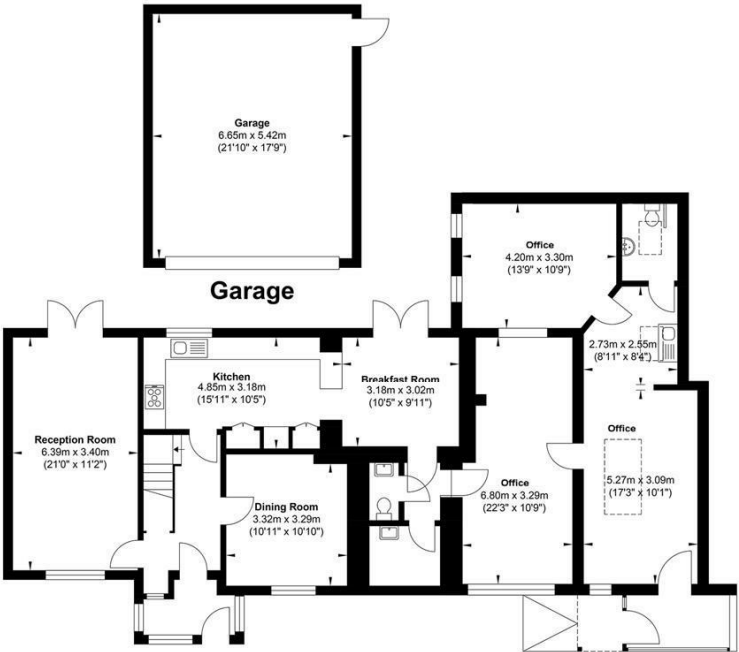 Garage
6.65m x 5.42m
(21'10" x 17'9")
Garage
Office
4.20m x 3.30m
(13'9" x 10'9")
2.73m x 2.55m
(8'11" x 8'4")
Kitchen
4.85m x 3.18m
(15'11" x 10'5")
Breakfast Room
3.18m x 3.02m
(10'5" x 9'11")
Reception Room
6.39m x 3.40m
(21'0" x 11'2")
Dining Room
3.32m x 3.29m
(10'11" x 10'10")
Office
6.80m x 3.29m
(22'3" x 10'9")
Office
5.27m x 3.09m
(17'3" x 10'1")